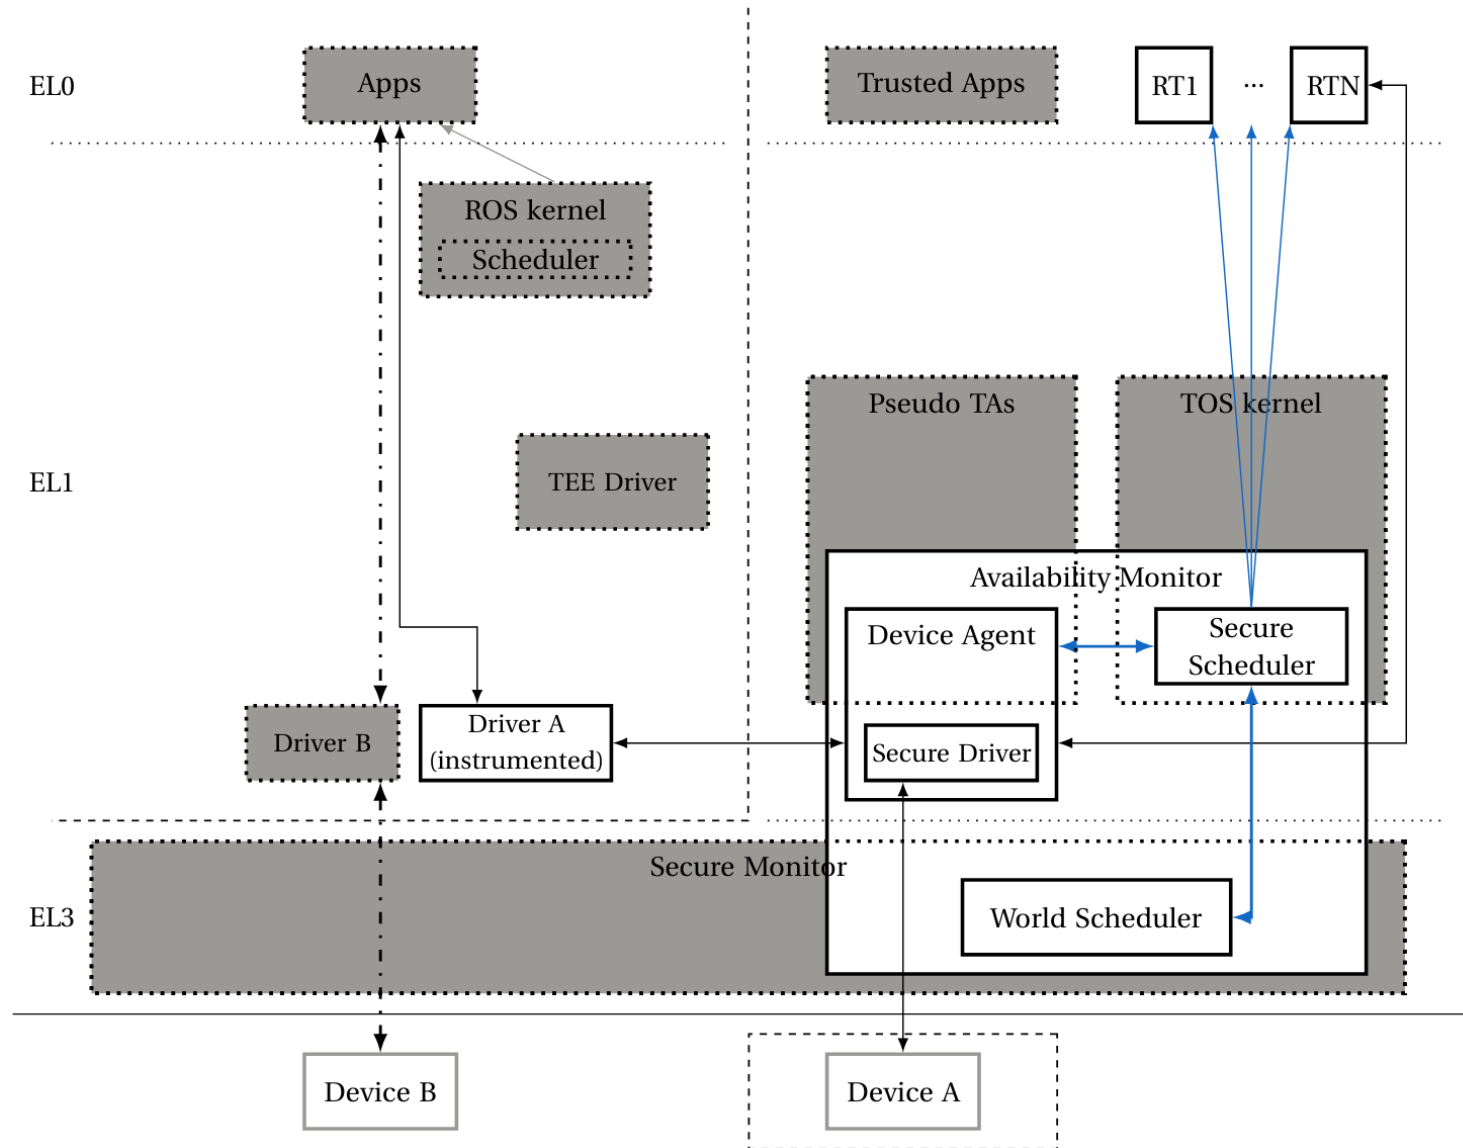 EL0
Apps
Trusted Apps
RT1
...
RTN
ROS kernel
Scheduler
Pseudo TAs
TOS kernel
EL1
TEE Driver
Availability Monitor
Device Agent
Secure
Scheduler
Driver B
Driver A
(instrumented)
Secure Driver
Secure Monitor
EL3
World Scheduler
Device B
Device A